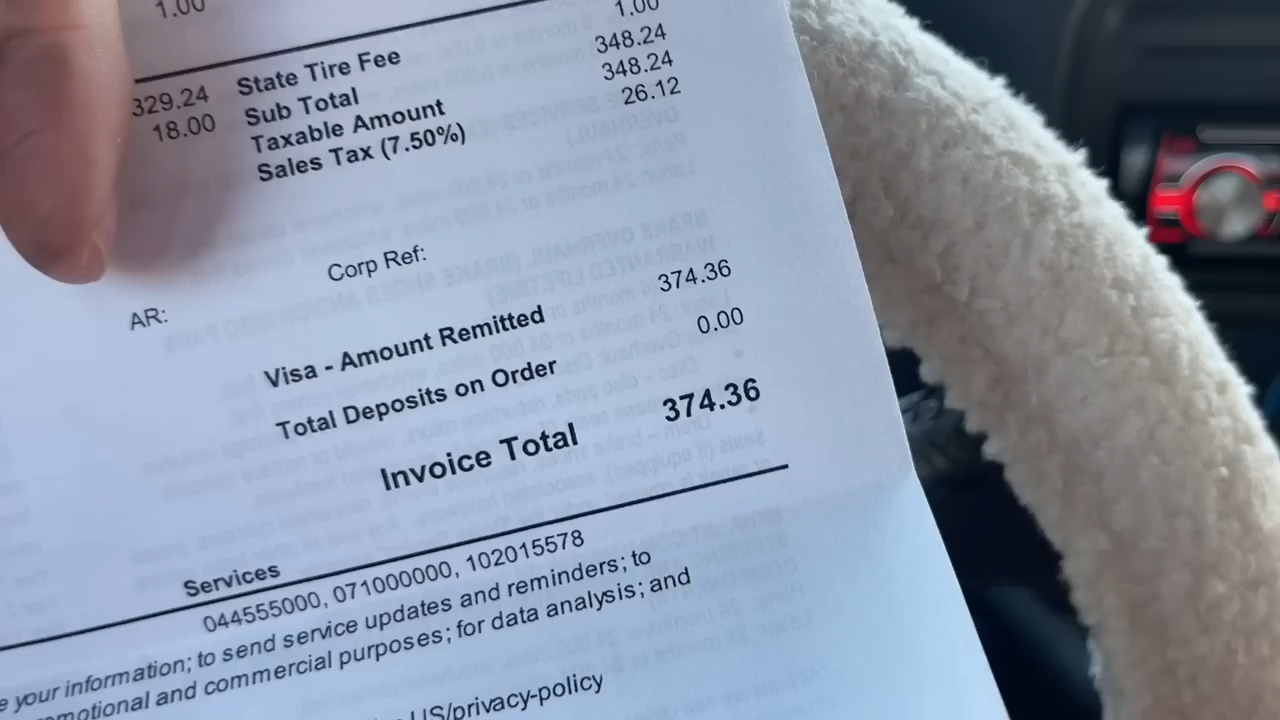 1.00
State Tire Fee 1.00
329.24 Sub Total 348.24
18.00 Taxable Amount 348.24
Sales Tax (7.50%) 26.12
AR: Corp Ref:
Visa - Amount Remitted 374.36
Total Deposits on Order 0.00
Invoice Total 374.36
Services
044555000, 071000000, 102015578
your information; to send service updates and reminders; to
and commercial purposes; for data analysis; and
US/privacy-policy